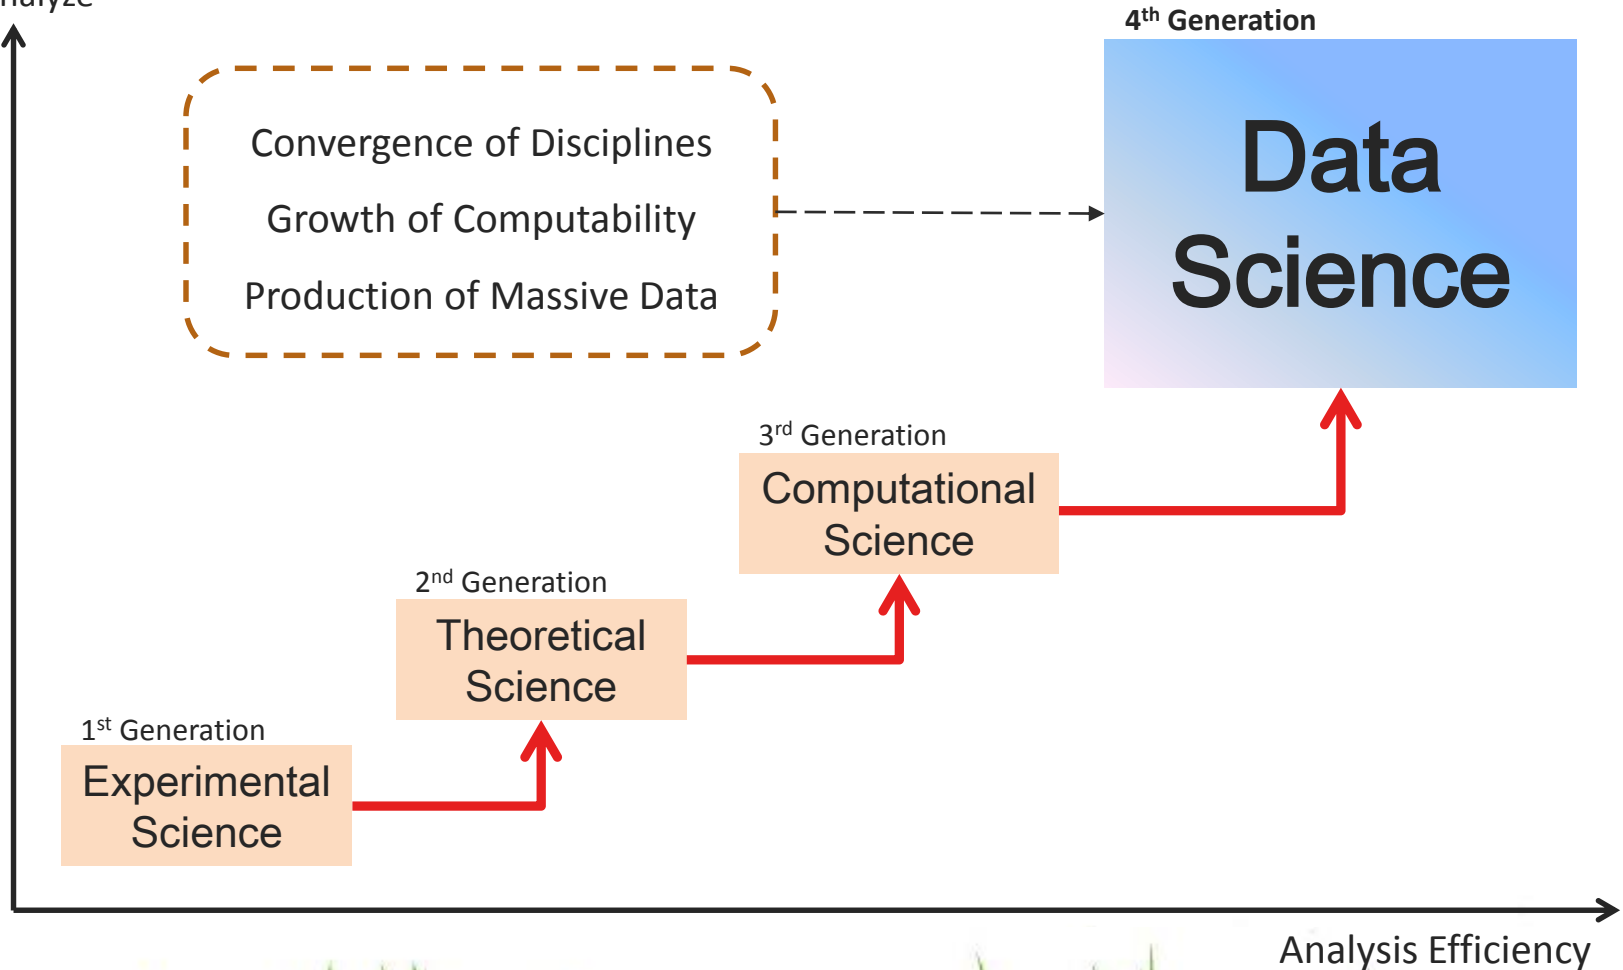 4th Generation
Data
Science
Convergence of Disciplines
Growth of Computability
Production of Massive Data
3rd Generation
Computational
Science
2nd Generation
Theoretical
Science
1st Generation
Experimental
Science
Analysis Efficiency